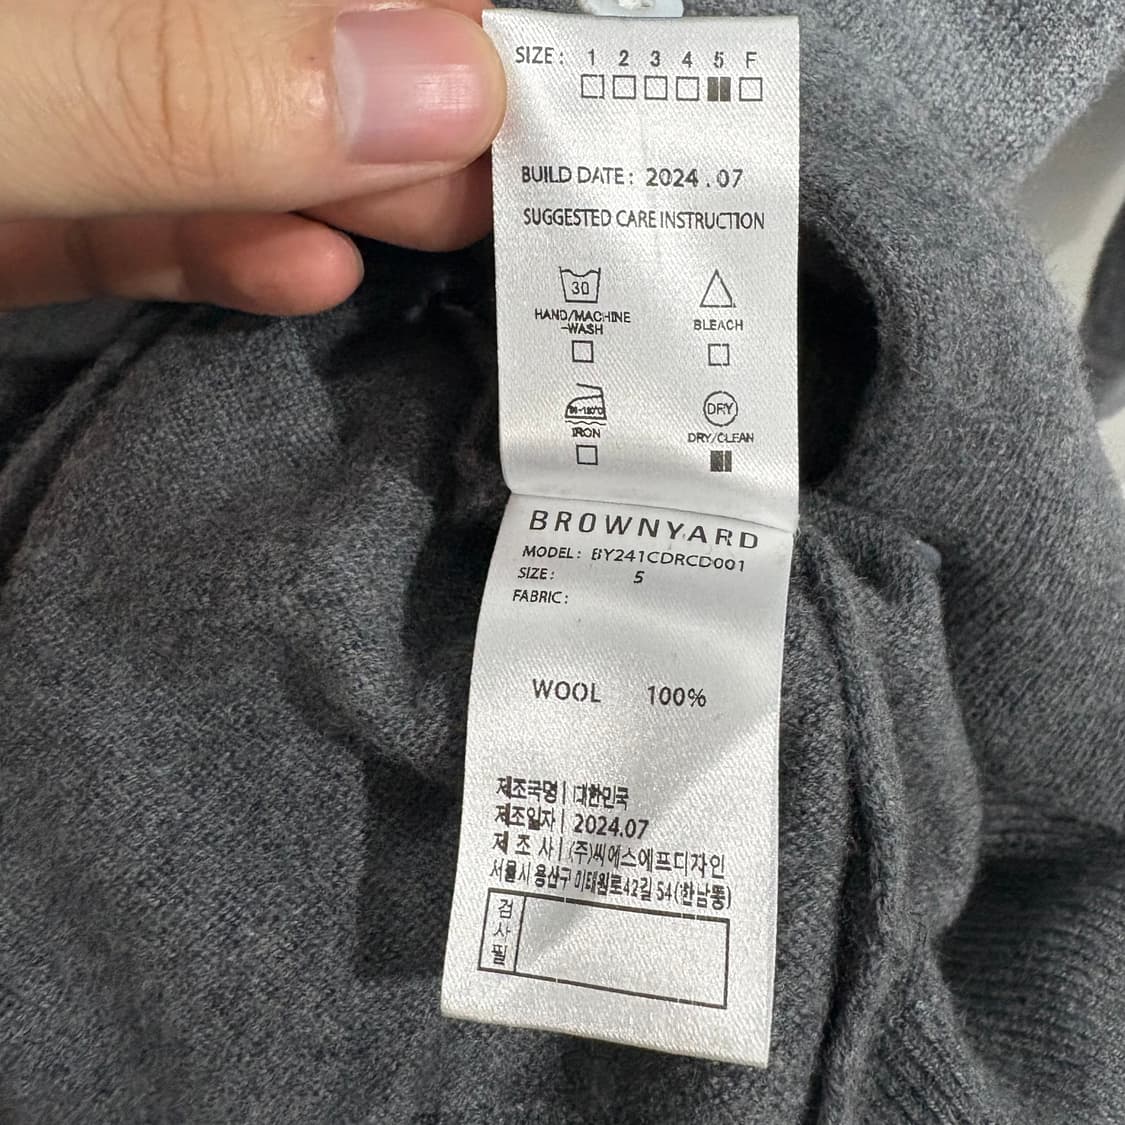 SIZE: 1 2 3 4 5 F
BUILD DATE: 2024.07
SUGGESTED CARE INSTRUCTION
30
HAND/MACHINE
-WASH
BLEACH
DRY
IRON
DRY/CLEAN
BROWNYARD
MODEL: BY241CDRCD001
SIZE: 5
FABRIC:
WOOL 100%
제조국명 | 대한민국
제조일자 | 2024.07
제 조 사 | (주)씨에스에프디자인
서울시 용산구 이태원로42길 54(한남동)
검사필